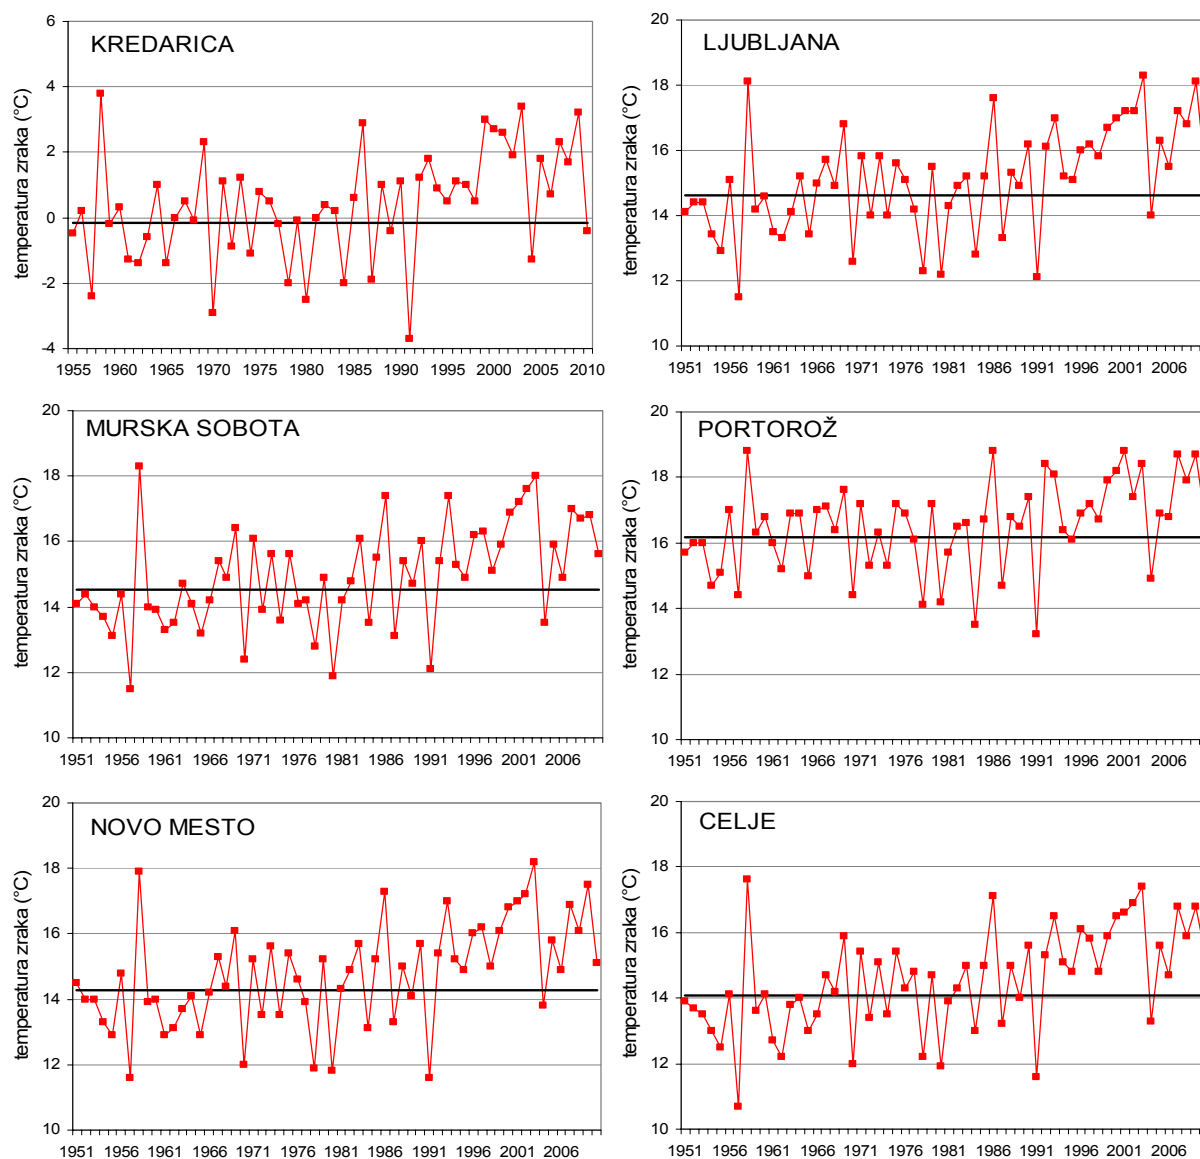 KREDARICA
temperatura zraka (°C)
6
4
2
0
-2
-4
1955 1960 1965 1970 1975 1980 1985 1990 1995 2000 2005 2010
LJUBLJANA
temperatura zraka (°C)
20
18
16
14
12
10
1951 1956 1961 1966 1971 1976 1981 1986 1991 1996 2001 2006
MURSKA SOBOTA
temperatura zraka (°C)
20
18
16
14
12
10
1951 1956 1961 1966 1971 1976 1981 1986 1991 1996 2001 2006
PORTOROŽ
temperatura zraka (°C)
20
18
16
14
12
10
1951 1956 1961 1966 1971 1976 1981 1986 1991 1996 2001 2006
NOVO MESTO
temperatura zraka (°C)
20
18
16
14
12
10
1951 1956 1961 1966 1971 1976 1981 1986 1991 1996 2001 2006
CELJE
temperatura zraka (°C)
20
18
16
14
12
10
1951 1956 1961 1966 1971 1976 1981 1986 1991 1996 2001 2006